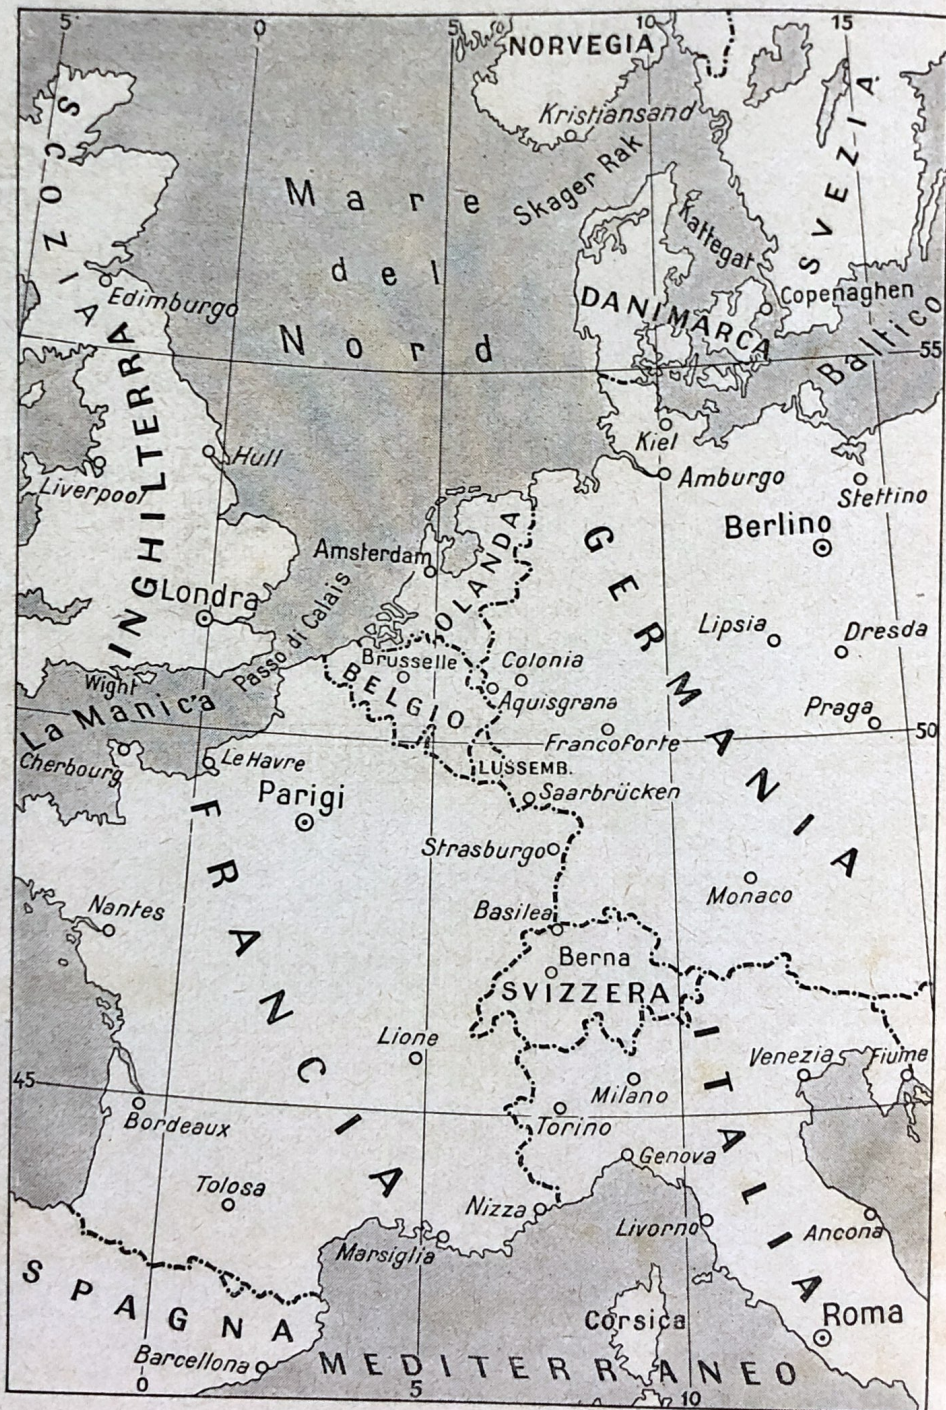 5
0
5
10
15
NORVEGIA
SVEZIA
SCOZIA
Kristiansand
Skager Rak
Mare
del
Nord
Kattegat
Edimburgo
DANIMARCA
Copenaghen
Baltico
55
INGHILTERRA
Hull
Liverpool
Kiel
Amburgo
Stettino
Berlino
Amsterdam
OLANDA
GERMANIA
Londra
Passo di Calais
Lipsia
Dresda
Brusselle
BELGIO
Colonia
Wight
Aquisgrana
La Manica
Praga
50
Francoforte
Cherbourg
Le Havre
LUSSEMB.
Parigi
Saarbrücken
FRANCIA
Strasburgo
Monaco
Nantes
Basilea
Berna
SVIZZERA
ITALIA
Lione
Venezia
Fiume
45
Milano
Bordeaux
Torino
Genova
Tolosa
Nizza
Livorno
Ancona
Marsiglia
SPAGNA
Corsica
Roma
Barcellona
MEDITERRANEO
0
5
10